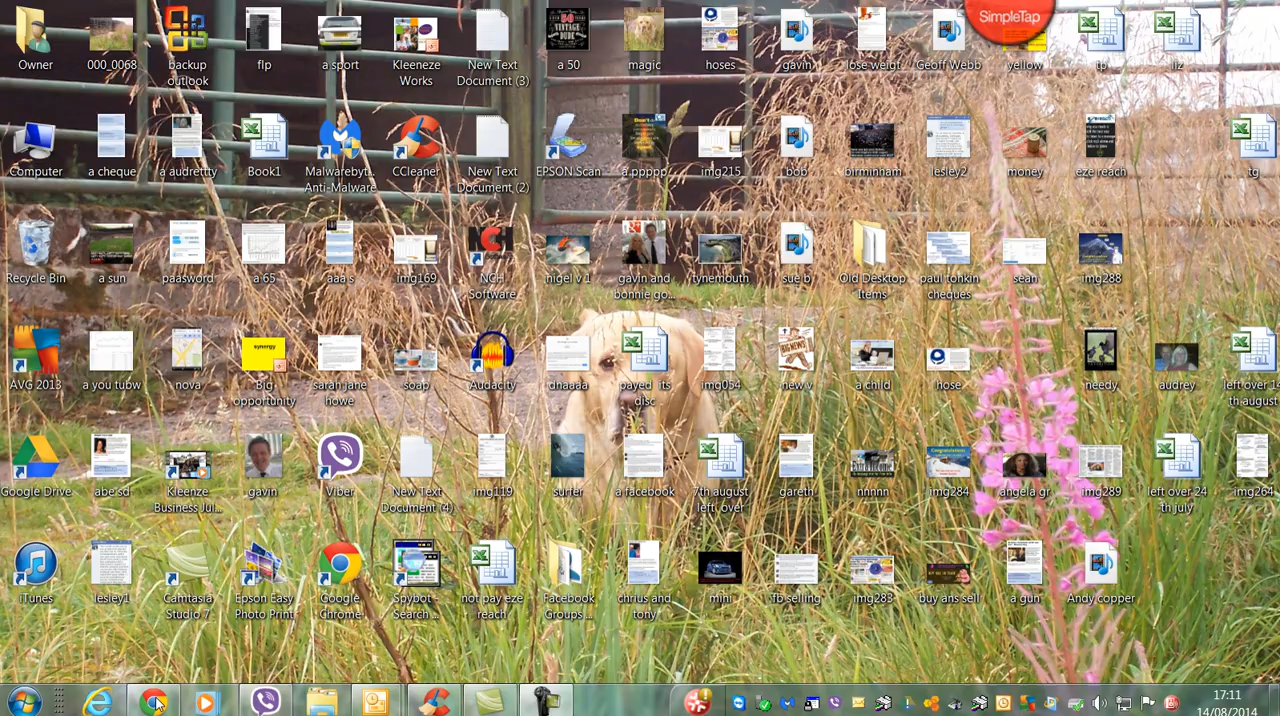 SimpleTap
Owner
000_0068
backup
outlook
flp
a sport
Kleeneze
Works
New Text
Document (3)
a 50
magic
hoses
gavin
lose weigt
Geoff Webb
yellow
tp
liz
Computer
a cheque
a audrettty
Book1
Malwarebyt...
Anti-Malware
CCleaner
New Text
Document (2)
EPSON Scan
a ppppp
img215
bob
birminham
lesley2
money
eze reach
tg
Recycle Bin
a sun
paasword
a 65
aaa s
img169
NCH
Software
nigel v 1
gavin and
bonnie go...
tynemouth
sue b
Old Desktop
Items
paul tonkin
cheques
sean
img288
AVG 2013
a you tubw
nova
synergy
Big
opportunity
sarah jane
howe
soap
Audacity
dnaaaa
payed its
disc
img054
BIG NEWS
new v
a child
hose
needy
audrey
left over 14
th august
Google Drive
abe sd
Kleenze
Business Jul...
gavin
Viber
New Text
Document (4)
img119
surfer
a facebook
7th august
left over
gareth
nnnnn
img284
angela gr
img289
left over 24
th july
img264
iTunes
lesley1
Camtasia
Studio 7
Epson Easy
Photo Print
Google
Chrome
Spybot -
Search ...
not pay eze
reach
Facebook
Groups ...
chrius and
tony
mini
fb selling
img283
buy ans sell
a gun
Andy copper
17:11
14/08/2014